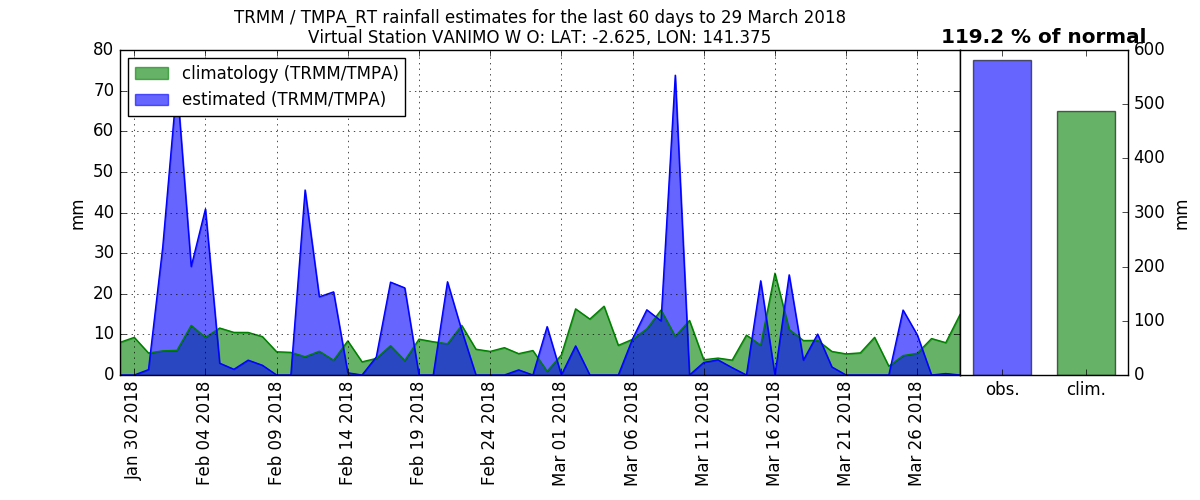 TRMM / TMPA_RT rainfall estimates for the last 60 days to 29 March 2018
Virtual Station VANIMO W O: LAT: -2.625, LON: 141.375
119.2 % of normal
climatology (TRMM/TMPA)
estimated (TRMM/TMPA)
mm
80
70
60
50
40
30
20
10
0
Jan 30 2018
Feb 04 2018
Feb 09 2018
Feb 14 2018
Feb 19 2018
Feb 24 2018
Mar 01 2018
Mar 06 2018
Mar 11 2018
Mar 16 2018
Mar 21 2018
Mar 26 2018
obs.
clim.
600
500
400
300
200
100
0
mm